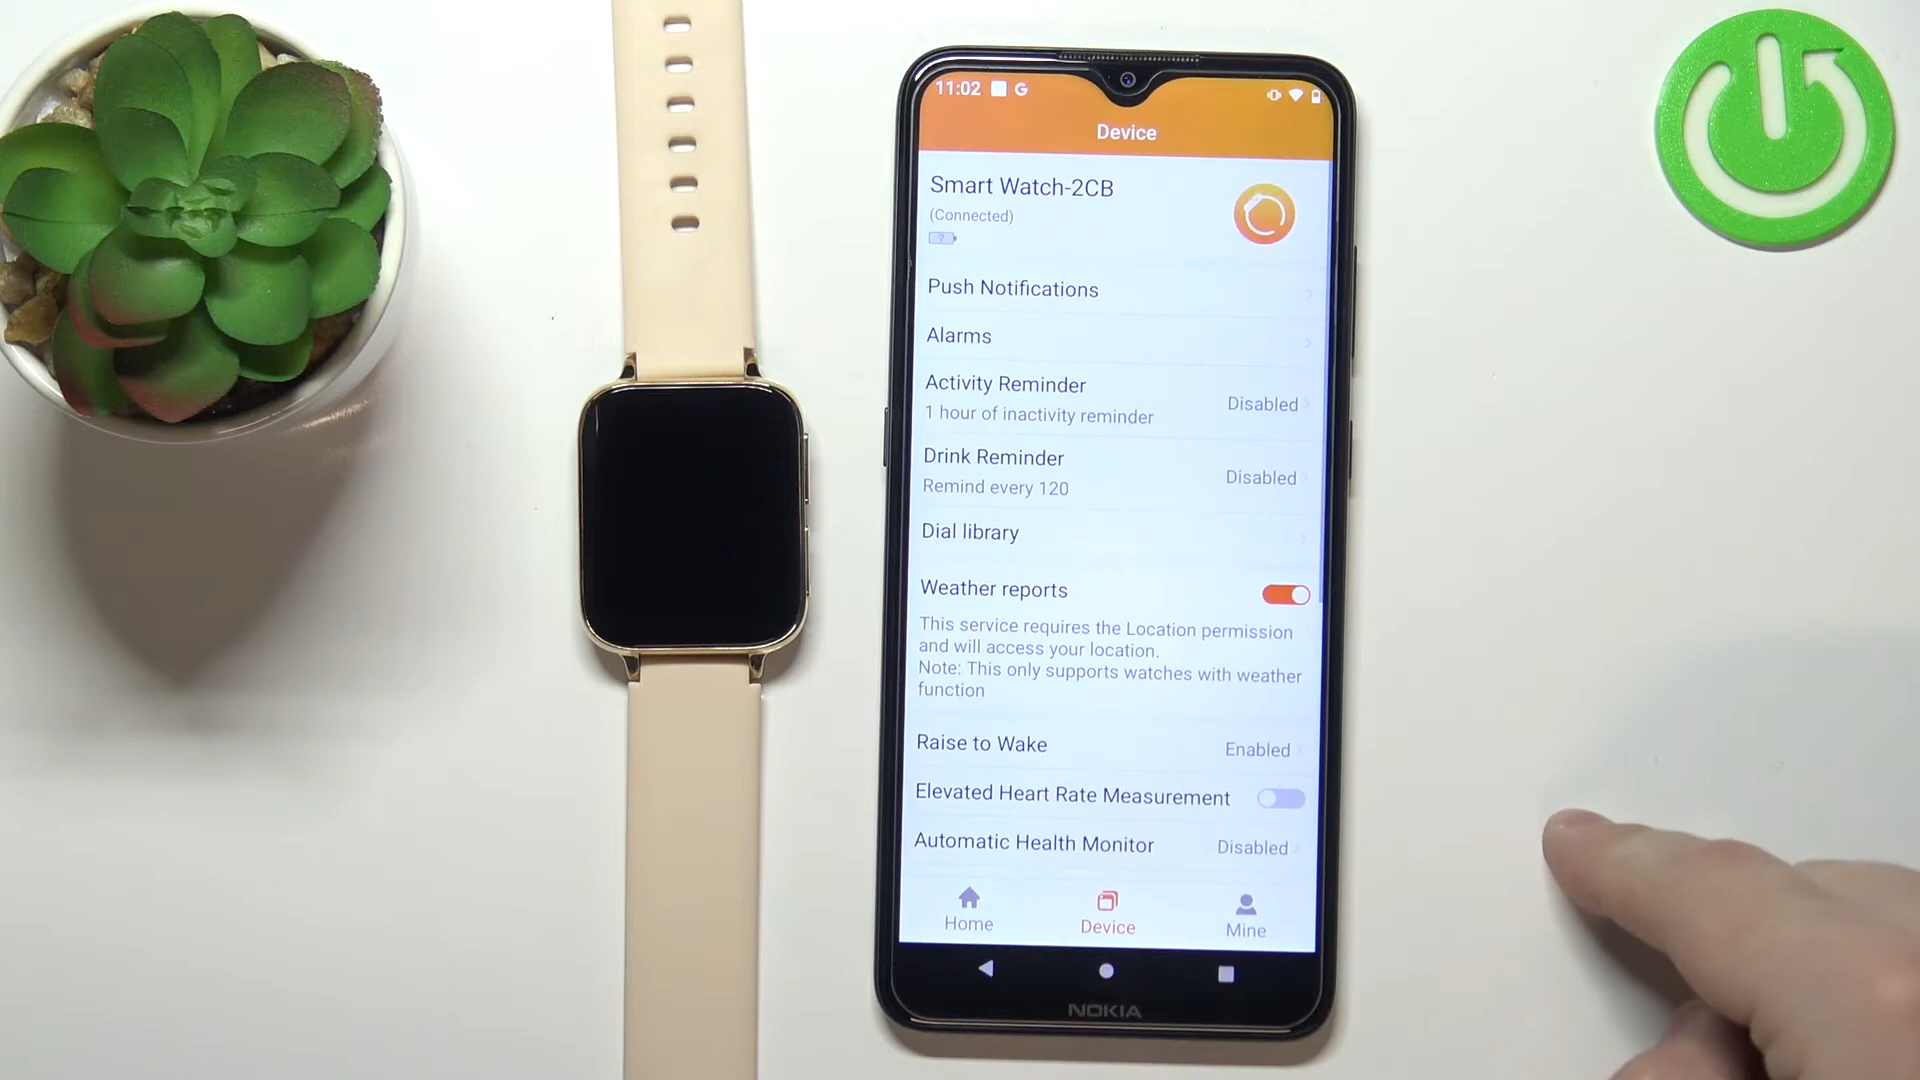 11:02 G
Device
Smart Watch-2CB
(Connected)
?
Push Notifications
Alarms
Activity Reminder
1 hour of inactivity reminder
Disabled
Drink Reminder
Remind every 120
Disabled
Dial library
Weather reports
This service requires the Location permission
and will access your location.
Note: This only supports watches with weather
function
Raise to Wake
Enabled
Elevated Heart Rate Measurement
Automatic Health Monitor
Disabled
Home
Device
Mine
NOKIA